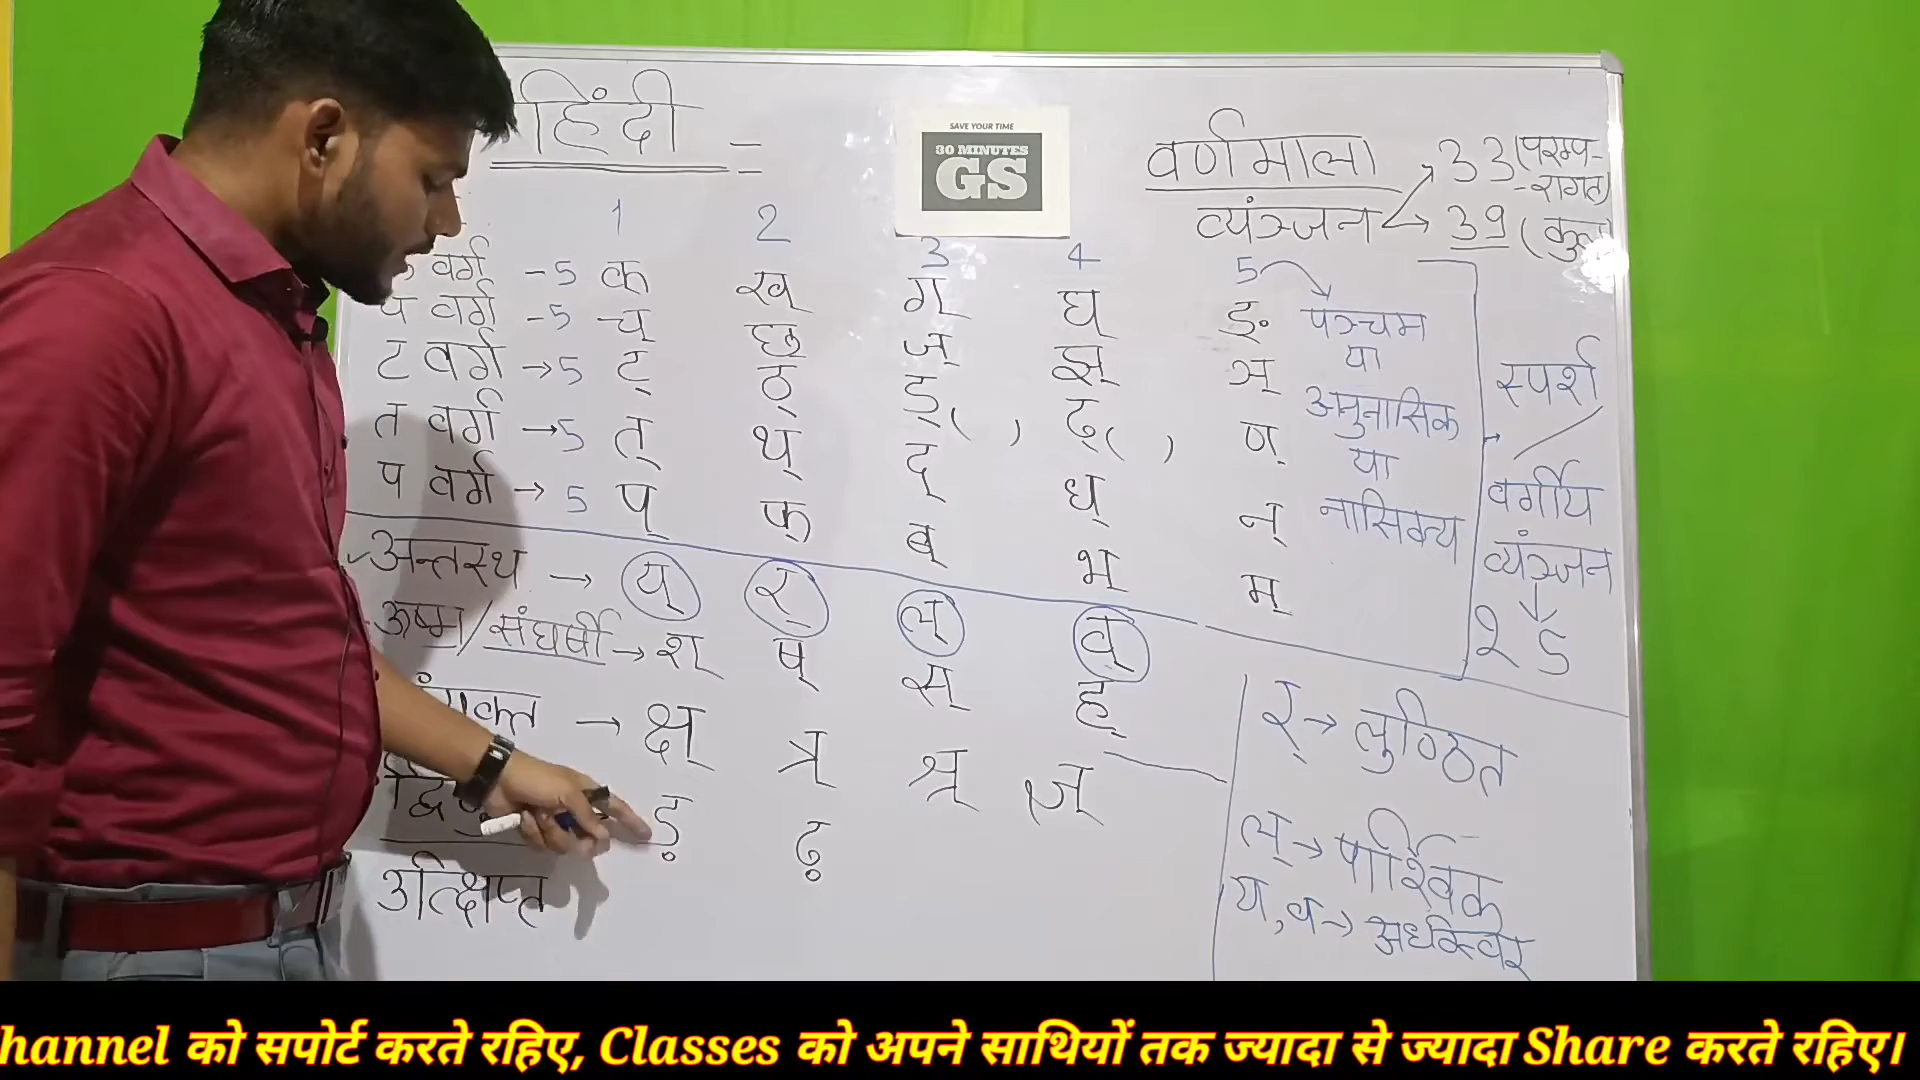 हिंदी -
SAVE YOUR TIME
30 MINUTES
GS
वर्णमाला → 33 (परम्प-
-रागत)
व्यंञ्जन → 39 (कुल
1 2 3 4 5
वर्ग -5 क ख् ग् घ् ङ
च वर्ग -5 च् छ् ज् झ् ञ्
ट वर्ग →5 ट् ठ् ड् ( , ) ढ् ( , ) ण्
त वर्ग →5 त् थ् द् ध् न्
प वर्ग → 5 प् फ् ब् भ् म्
पंञ्चम
या
अनुनासिक
या
नासिक्य
स्पर्श
वर्गीय
व्यंञ्जन
↓
25
अन्तस्थ → य् र् ल् व्
ऊष्म/संघर्षी → श् ष् स् ह्
→ क्ष् त्र् श्र् ज्
ड़ ढ़
उत्क्षिप्त
र् → लुण्ठित
ल् → पार्श्विक
य, व → अर्धस्वर
hannel को सपोर्ट करते रहिए, Classes को अपने साथियों तक ज्यादा से ज्यादा Share करते रहिए।